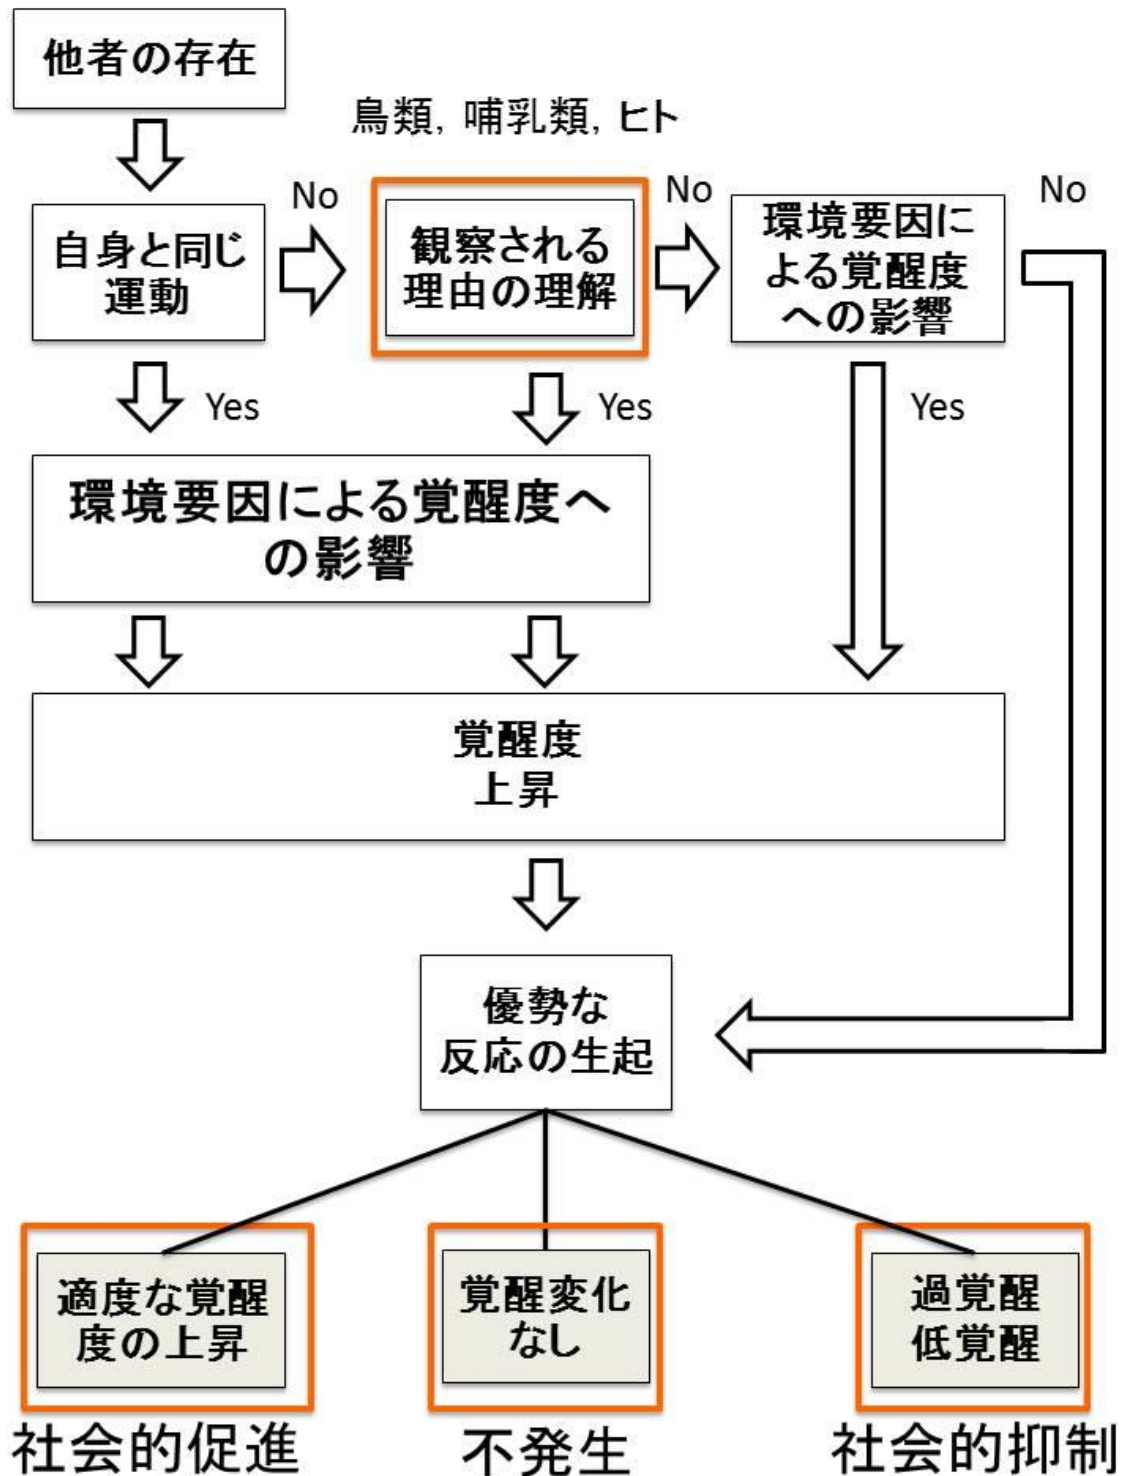 他者の存在
鳥類, 哺乳類, ヒト
No
No
No
自身と同じ
運動
観察される
理由の理解
環境要因に
よる覚醒度
への影響
Yes
Yes
Yes
環境要因による覚醒度へ
の影響
覚醒度
上昇
優勢な
反応の生起
適度な覚醒
度の上昇
覚醒変化
なし
過覚醒
低覚醒
社会的促進
不発生
社会的抑制